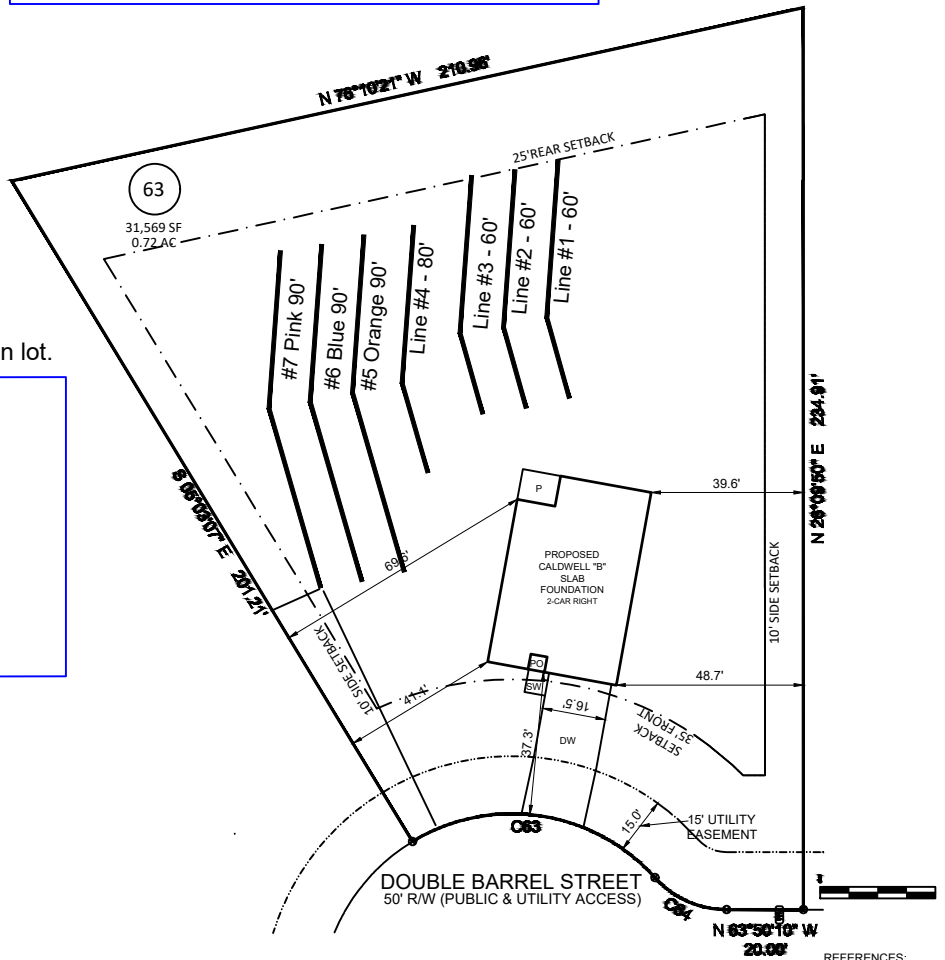 N 76°10'21" W 210.96'
25'REAR SETBACK
63
31,569 SF
0.72 AC
n lot.
#7 Pink 90'
#6 Blue 90'
#5 Orange 90'
Line #4 - 80'
Line #3 - 60'
Line #2 - 60'
Line #1 - 60'
N 26°09'50" E 234.91'
S 06°03'07" E 201.21'
39.6'
P
PROPOSED
CALDWELL "B"
SLAB
FOUNDATION
2-CAR RIGHT
69.6'
10' SIDE SETBACK
10' SIDE SETBACK
41.4'
PO
SW
48.7'
16.5'
35' FRONT
SETBACK
37.3'
DW
15.0'
15' UTILITY
EASEMENT
C63
DOUBLE BARREL STREET
50' R/W (PUBLIC & UTILITY ACCESS)
C84
N 63°50'10" W
20.00'
REFERENCES: